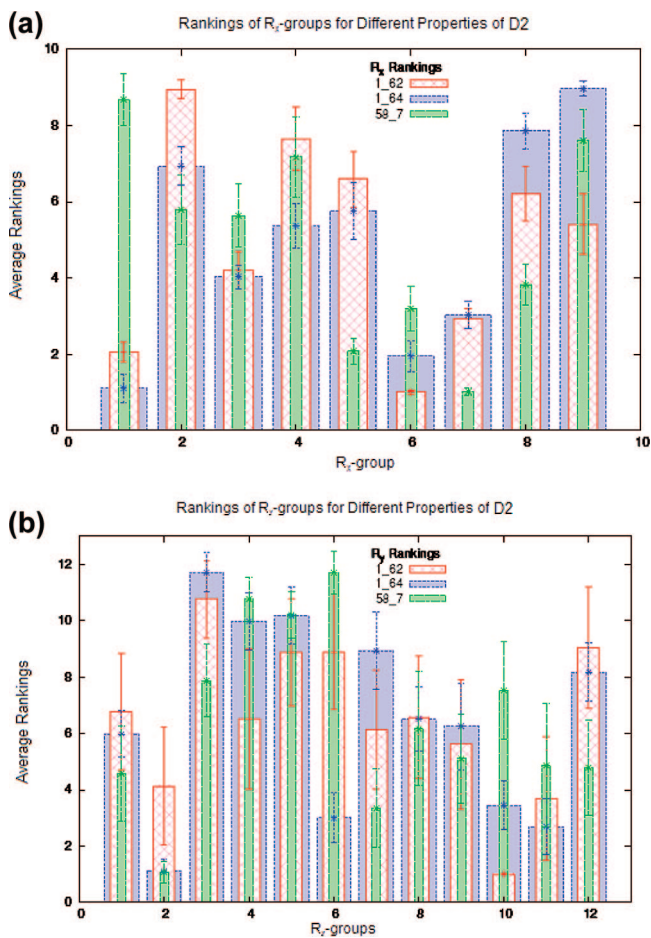 (a)
Rankings of Rₓ-groups for Different Properties of D2
Rₓ Rankings
1_62
1_64
58_7
Average Rankings
10
8
6
4
2
0
0 2 4 6 8 10
Rₓ-group
(b)
Rankings of R_z-groups for Different Properties of D2
R_y Rankings
1_62
1_64
58_7
Average Rankings
12
10
8
6
4
2
0
0 2 4 6 8 10 12
R_z-groups